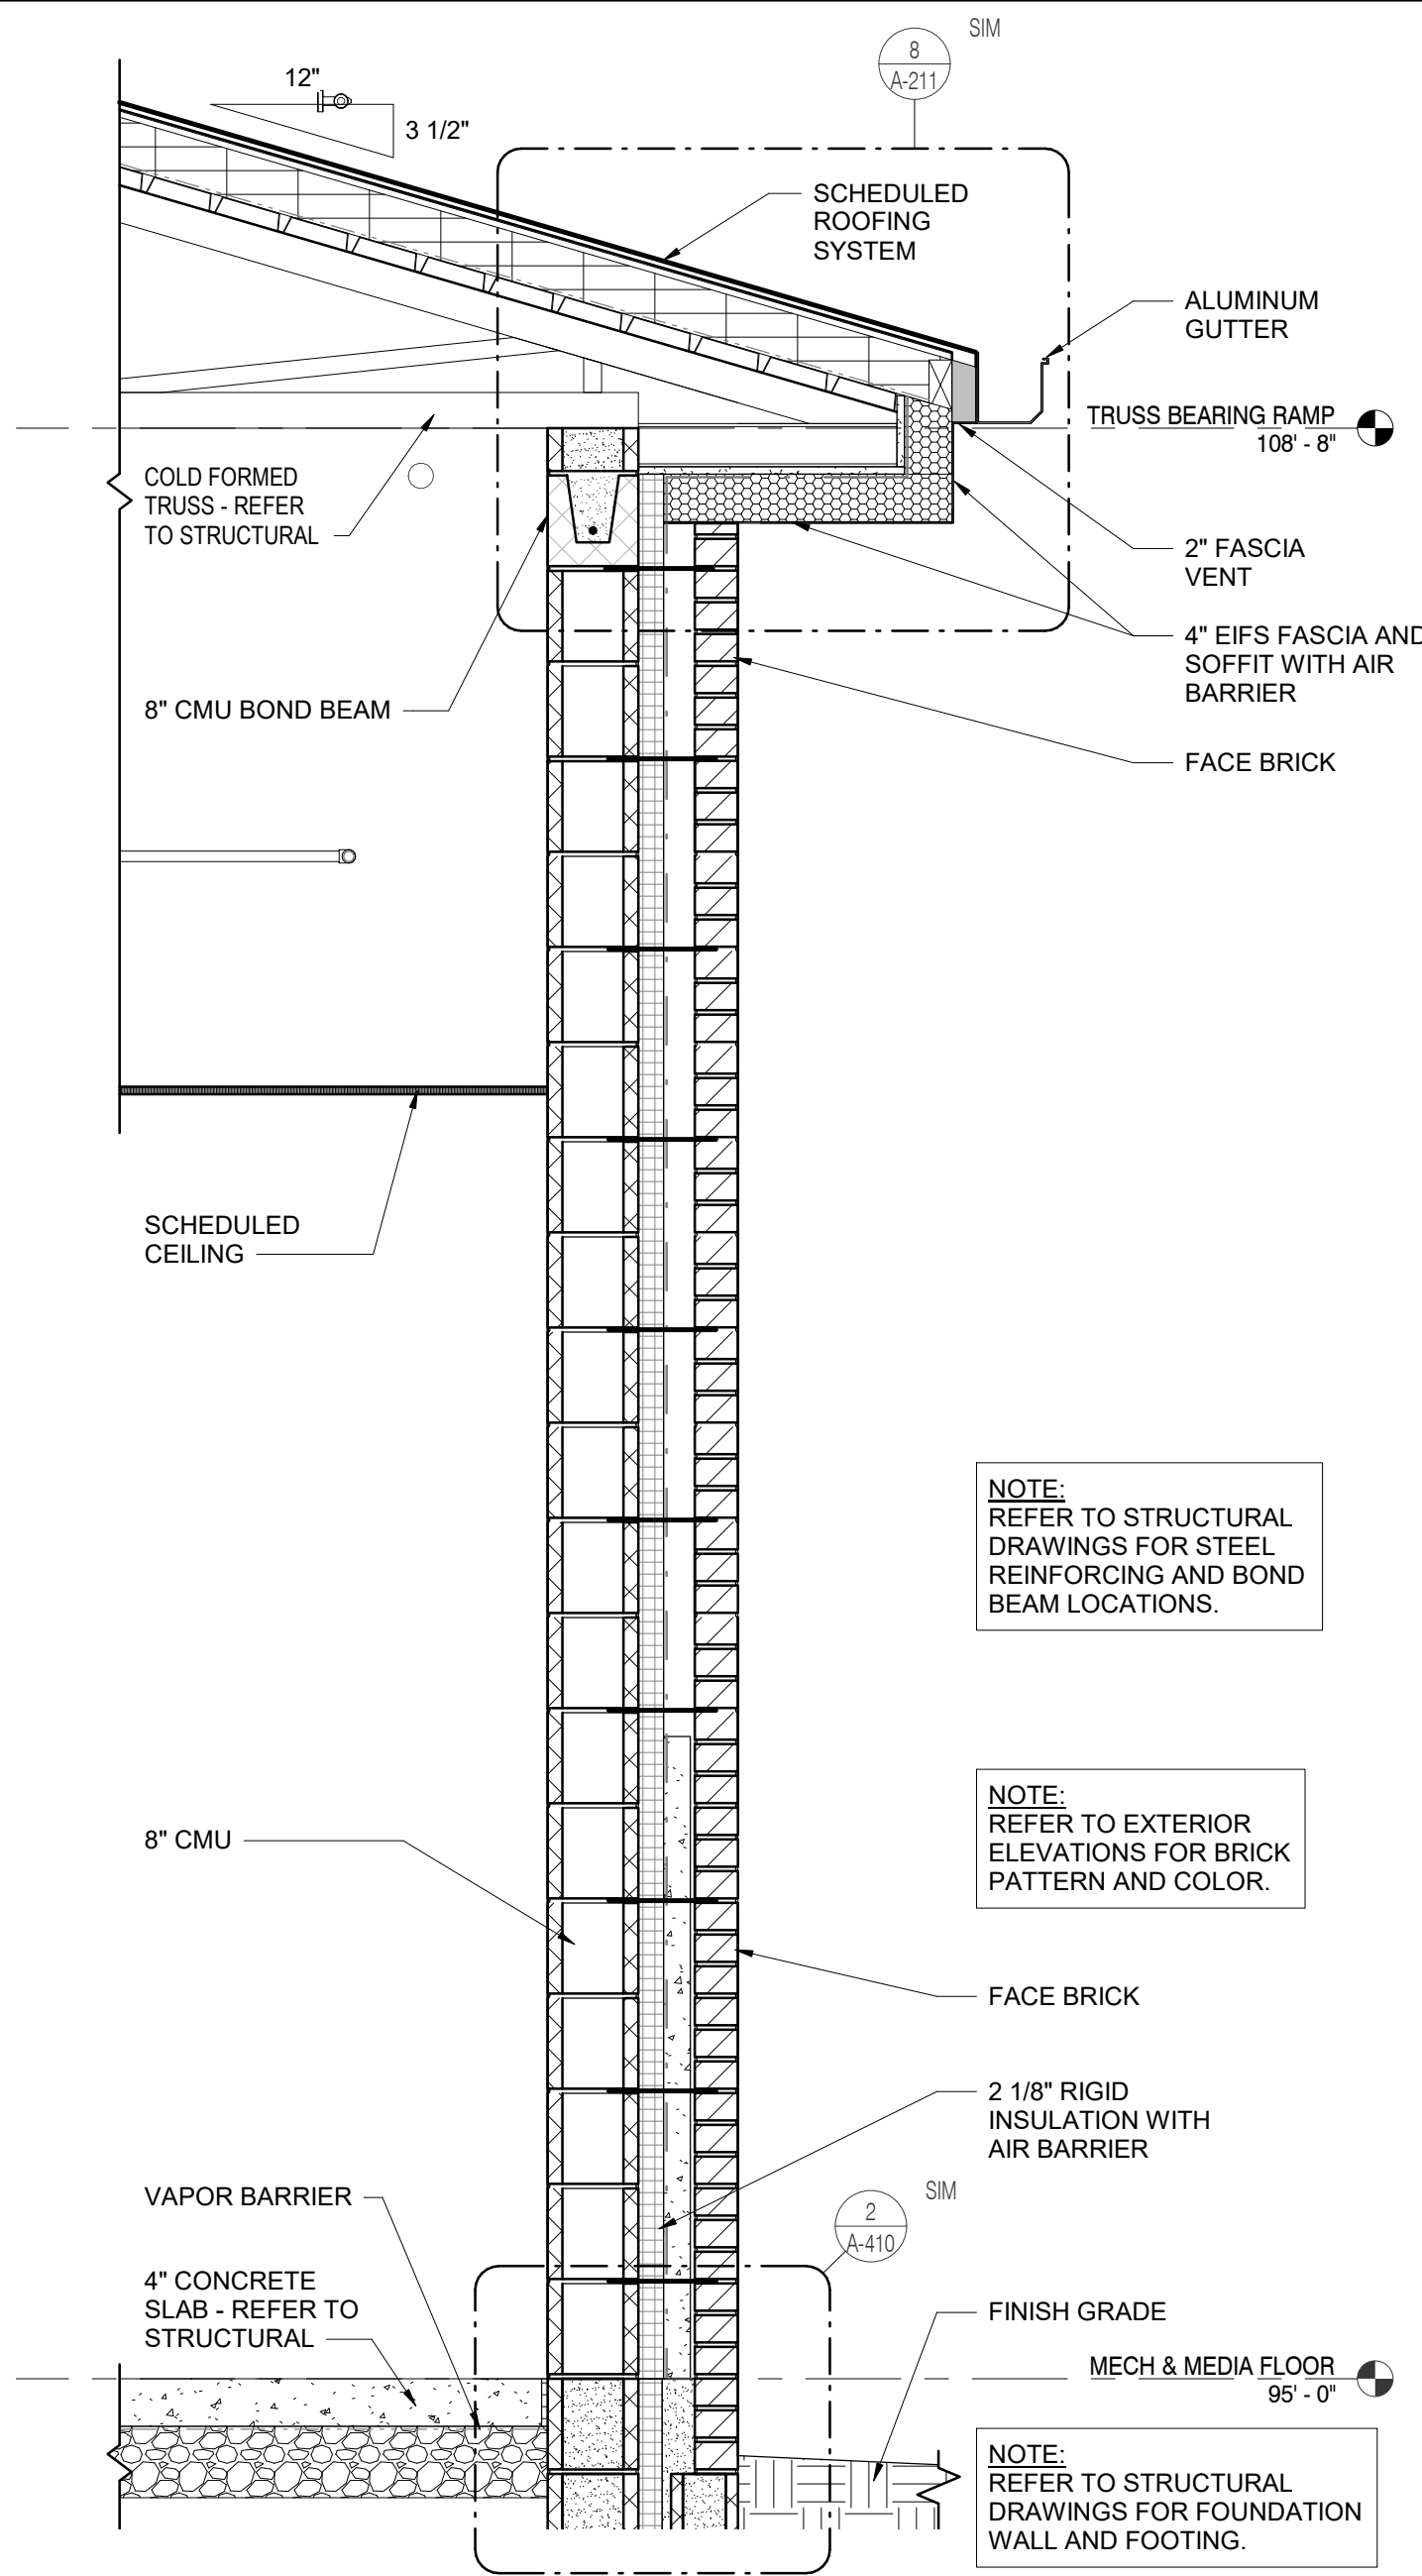 SIM
8
A-211
12"
3 1/2"
SCHEDULED
ROOFING
SYSTEM
ALUMINUM
GUTTER
TRUSS BEARING RAMP
108' - 8"
COLD FORMED
TRUSS - REFER
TO STRUCTURAL
2" FASCIA
VENT
4" EIFS FASCIA AND
SOFFIT WITH AIR
BARRIER
8" CMU BOND BEAM
FACE BRICK
SCHEDULED
CEILING
NOTE:
REFER TO STRUCTURAL
DRAWINGS FOR STEEL
REINFORCING AND BOND
BEAM LOCATIONS.
NOTE:
REFER TO EXTERIOR
ELEVATIONS FOR BRICK
PATTERN AND COLOR.
8" CMU
FACE BRICK
2 1/8" RIGID
INSULATION WITH
AIR BARRIER
VAPOR BARRIER
SIM
2
A-410
4" CONCRETE
SLAB - REFER TO
STRUCTURAL
FINISH GRADE
MECH & MEDIA FLOOR
95' - 0"
NOTE:
REFER TO STRUCTURAL
DRAWINGS FOR FOUNDATION
WALL AND FOOTING.